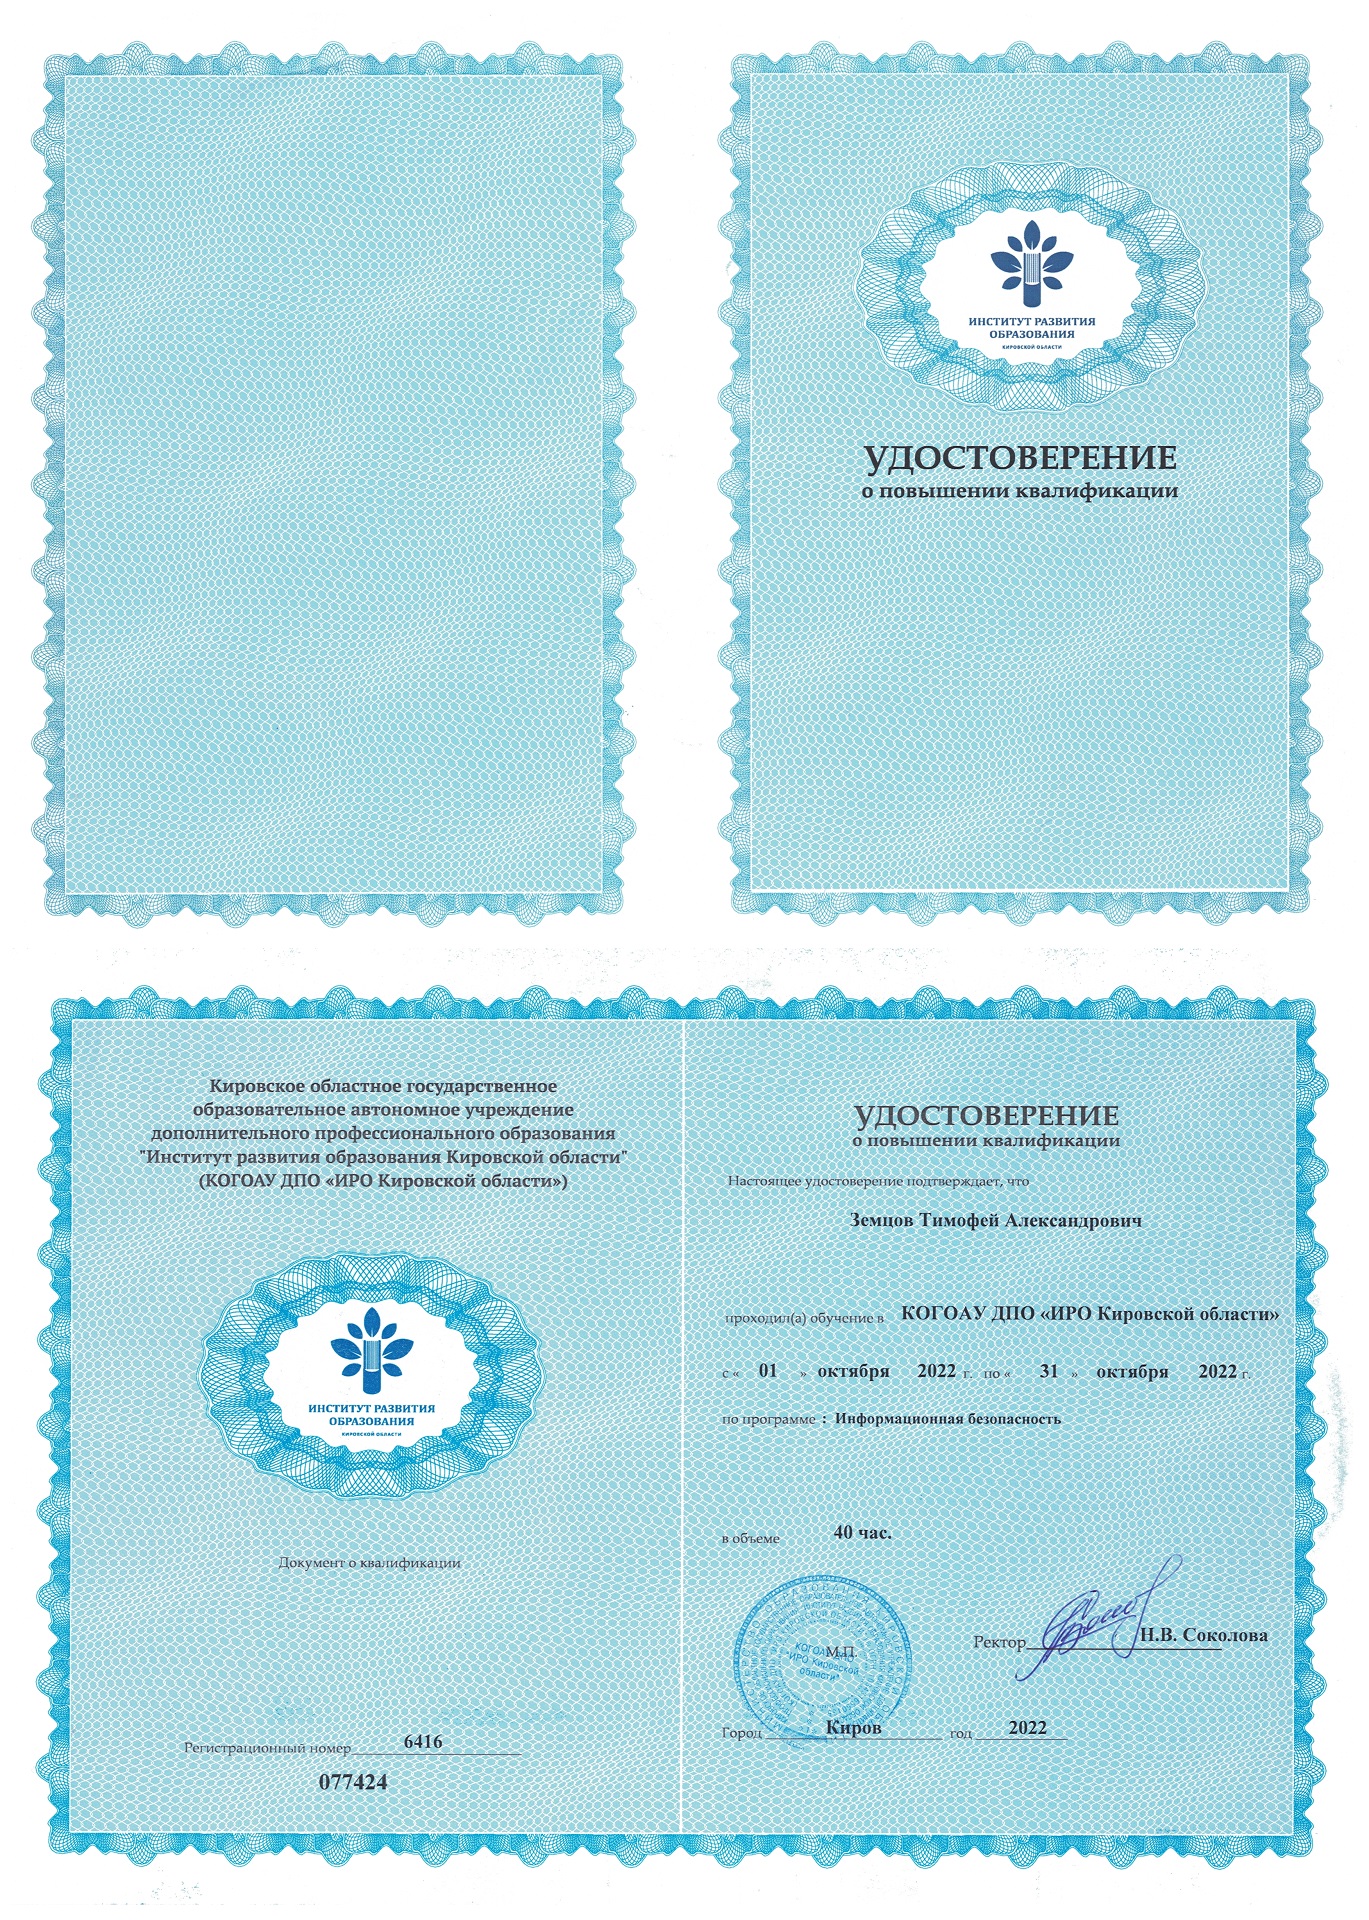 ИНСТИТУТ РАЗВИТИЯ
ОБРАЗОВАНИЯ
КИРОВСКОЙ ОБЛАСТИ
УДОСТОВЕРЕНИЕ
о повышении квалификации
Кировское областное государственное
образовательное автономное учреждение
дополнительного профессионального образования
"Институт развития образования Кировской области"
(КОГОАУ ДПО «ИРО Кировской области»)
ИНСТИТУТ РАЗВИТИЯ
ОБРАЗОВАНИЯ
КИРОВСКОЙ ОБЛАСТИ
Документ о квалификации
Регистрационный номер 6416
077424
УДОСТОВЕРЕНИЕ
о повышении квалификации
Настоящее удостоверение подтверждает, что
Земцов Тимофей Александрович
проходил(а) обучение в КОГОАУ ДПО «ИРО Кировской области»
с « 01 » октября 2022 г. по « 31 » октября 2022 г.
по программе : Информационная безопасность
в объеме 40 час.
М.П.
КОГОАУ ДПО
"ИРО Кировской
области"
Ректор Н.В. Соколова
Город Киров год 2022